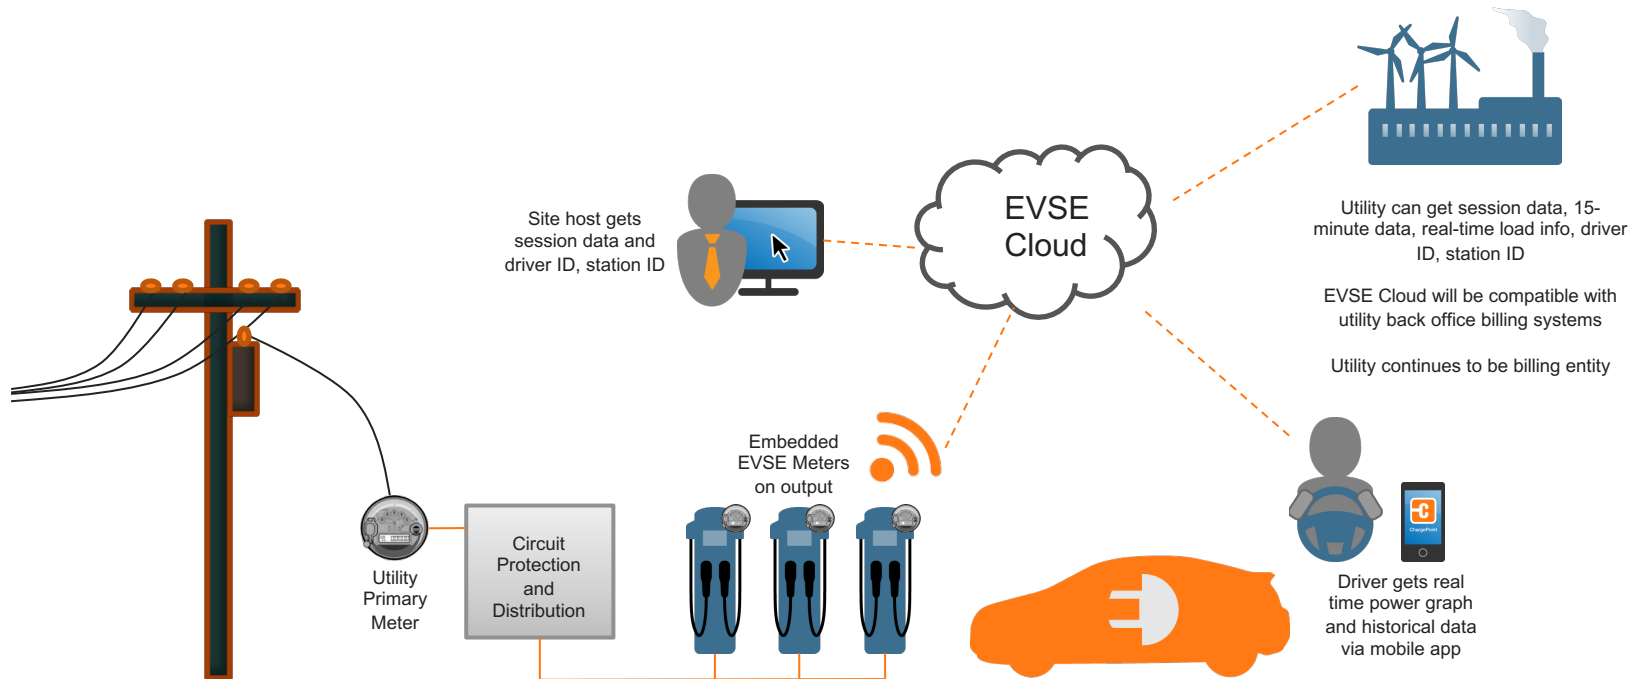 Site host gets
session data and
driver ID, station ID
EVSE
Cloud
Utility can get session data, 15-
minute data, real-time load info, driver
ID, station ID
EVSE Cloud will be compatible with
utility back office billing systems
Utility continues to be billing entity
Embedded
EVSE Meters
on output
Utility
Primary
Meter
Circuit
Protection
and
Distribution
C
ChargePoint
Driver gets real
time power graph
and historical data
via mobile app